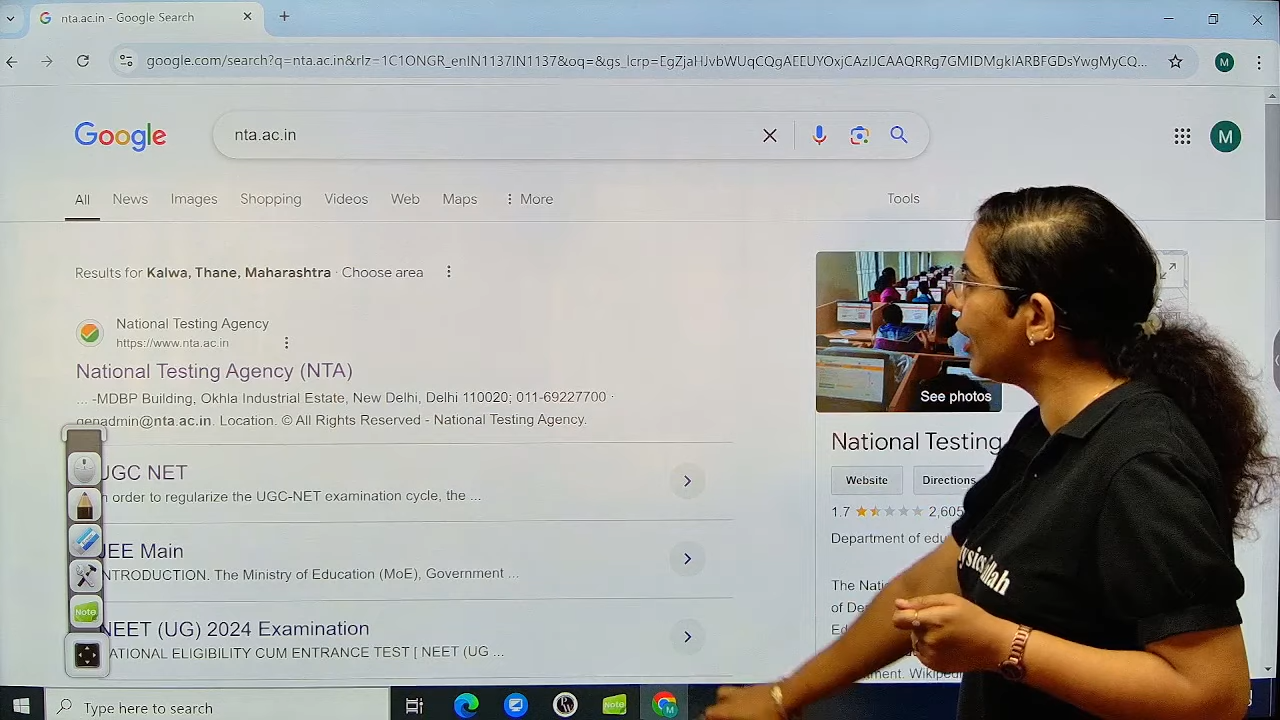 nta.ac.in - Google Search
google.com/search?q=nta.ac.in&rlz=1C1ONGR_enIN1137IN1137&oq=&gs_lcrp=EgZjaHJvbWUqCQgAEEUYOxjCAzIJCAAQRRg7GMIDMgkIARBFGDsYwgMyCQ...
M
Google
nta.ac.in
M
All
News
Images
Shopping
Videos
Web
Maps
More
Tools
Results for Kalwa, Thane, Maharashtra · Choose area
National Testing Agency
https://www.nta.ac.in
National Testing Agency (NTA)
... -MDBP Building, Okhla Industrial Estate, New Delhi, Delhi 110020; 011-69227700 ·
genadmin@nta.ac.in. Location. © All Rights Reserved - National Testing Agency.
UGC NET
order to regularize the UGC-NET examination cycle, the ...
JEE Main
INTRODUCTION. The Ministry of Education (MoE), Government ...
NEET (UG) 2024 Examination
NATIONAL ELIGIBILITY CUM ENTRANCE TEST [ NEET (UG ...
Note
See photos
National Testing
Website
Directions
1.7
2,605
Department of edu
The Nati
of De
Edu
Wikiped
Type here to search
Note
M